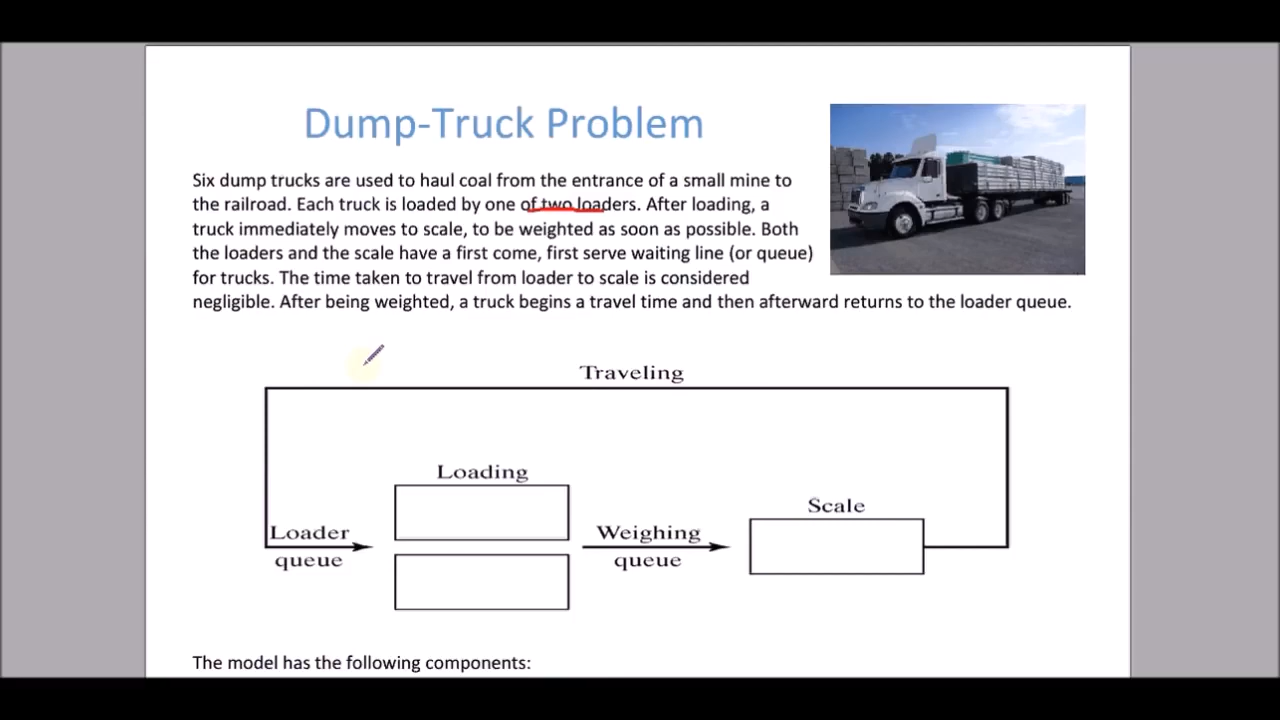 Dump-Truck Problem
Six dump trucks are used to haul coal from the entrance of a small mine to
the railroad. Each truck is loaded by one of two loaders. After loading, a
truck immediately moves to scale, to be weighted as soon as possible. Both
the loaders and the scale have a first come, first serve waiting line (or queue)
for trucks. The time taken to travel from loader to scale is considered
negligible. After being weighted, a truck begins a travel time and then afterward returns to the loader queue.
Traveling
Loading
Scale
Loader
queue
Weighing
queue
The model has the following components: